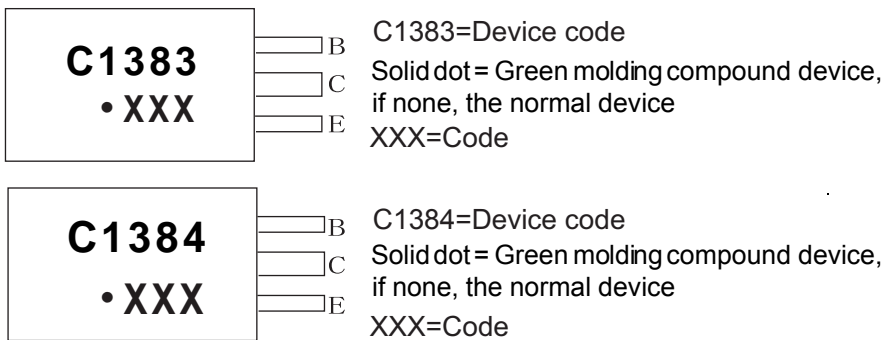 C1383
•XXX
B
C
E
C1383=Device code
Solid dot = Green molding compound device,
if none, the normal device
XXX=Code
C1384
•XXX
B
C
E
C1384=Device code
Solid dot = Green molding compound device,
if none, the normal device
XXX=Code